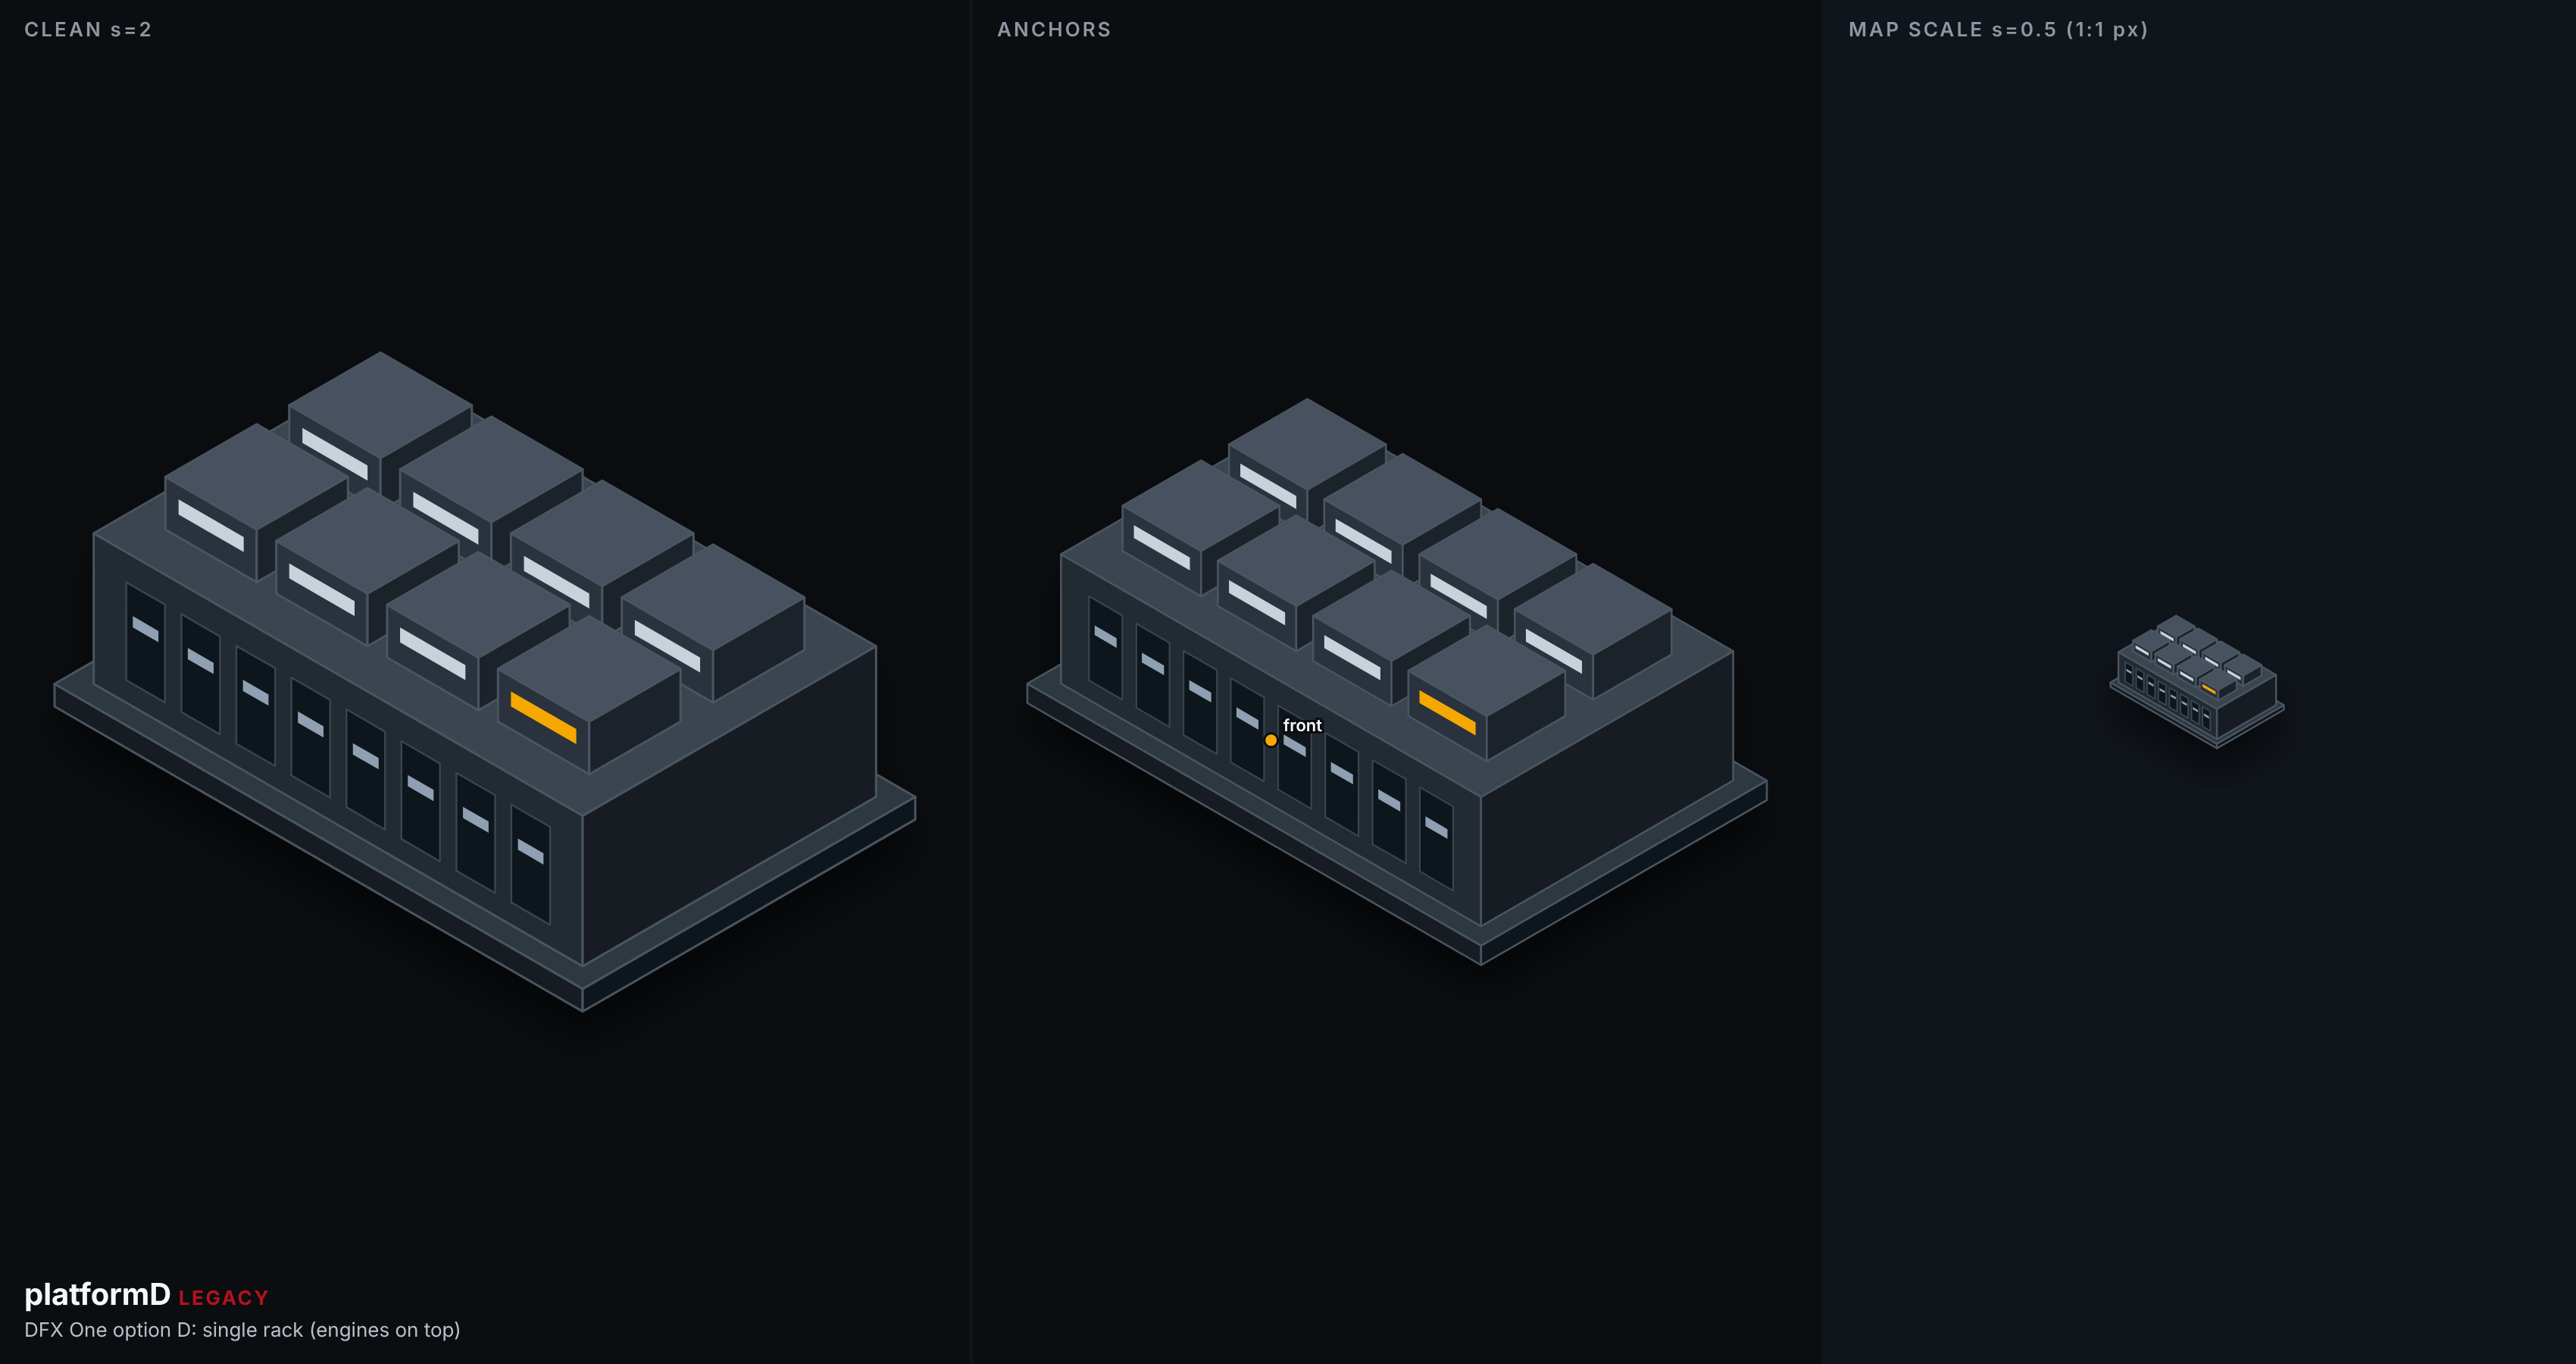 CLEAN s=2
ANCHORS
MAP SCALE s=0.5 (1:1 px)
front
platformD LEGACY
DFX One option D: single rack (engines on top)